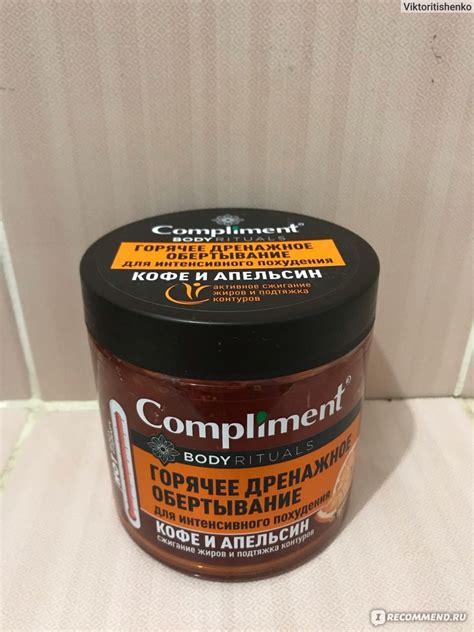 Viktoritishenko
Compliment®
BODY RITUALS
ГОРЯЧЕЕ ДРЕНАЖНОЕ
ОБЕРТЫВАНИЕ
для интенсивного похудения
КОФЕ И АПЕЛЬСИН
активное сжигание
жиров и подтяжка
контуров
Compliment®
BODY RITUALS
ГОРЯЧЕЕ ДРЕНАЖНОЕ
ОБЕРТЫВАНИЕ
для интенсивного похудения
КОФЕ И АПЕЛЬСИН
сжигание жиров и подтяжка контуров
I RECOMMEND.RU